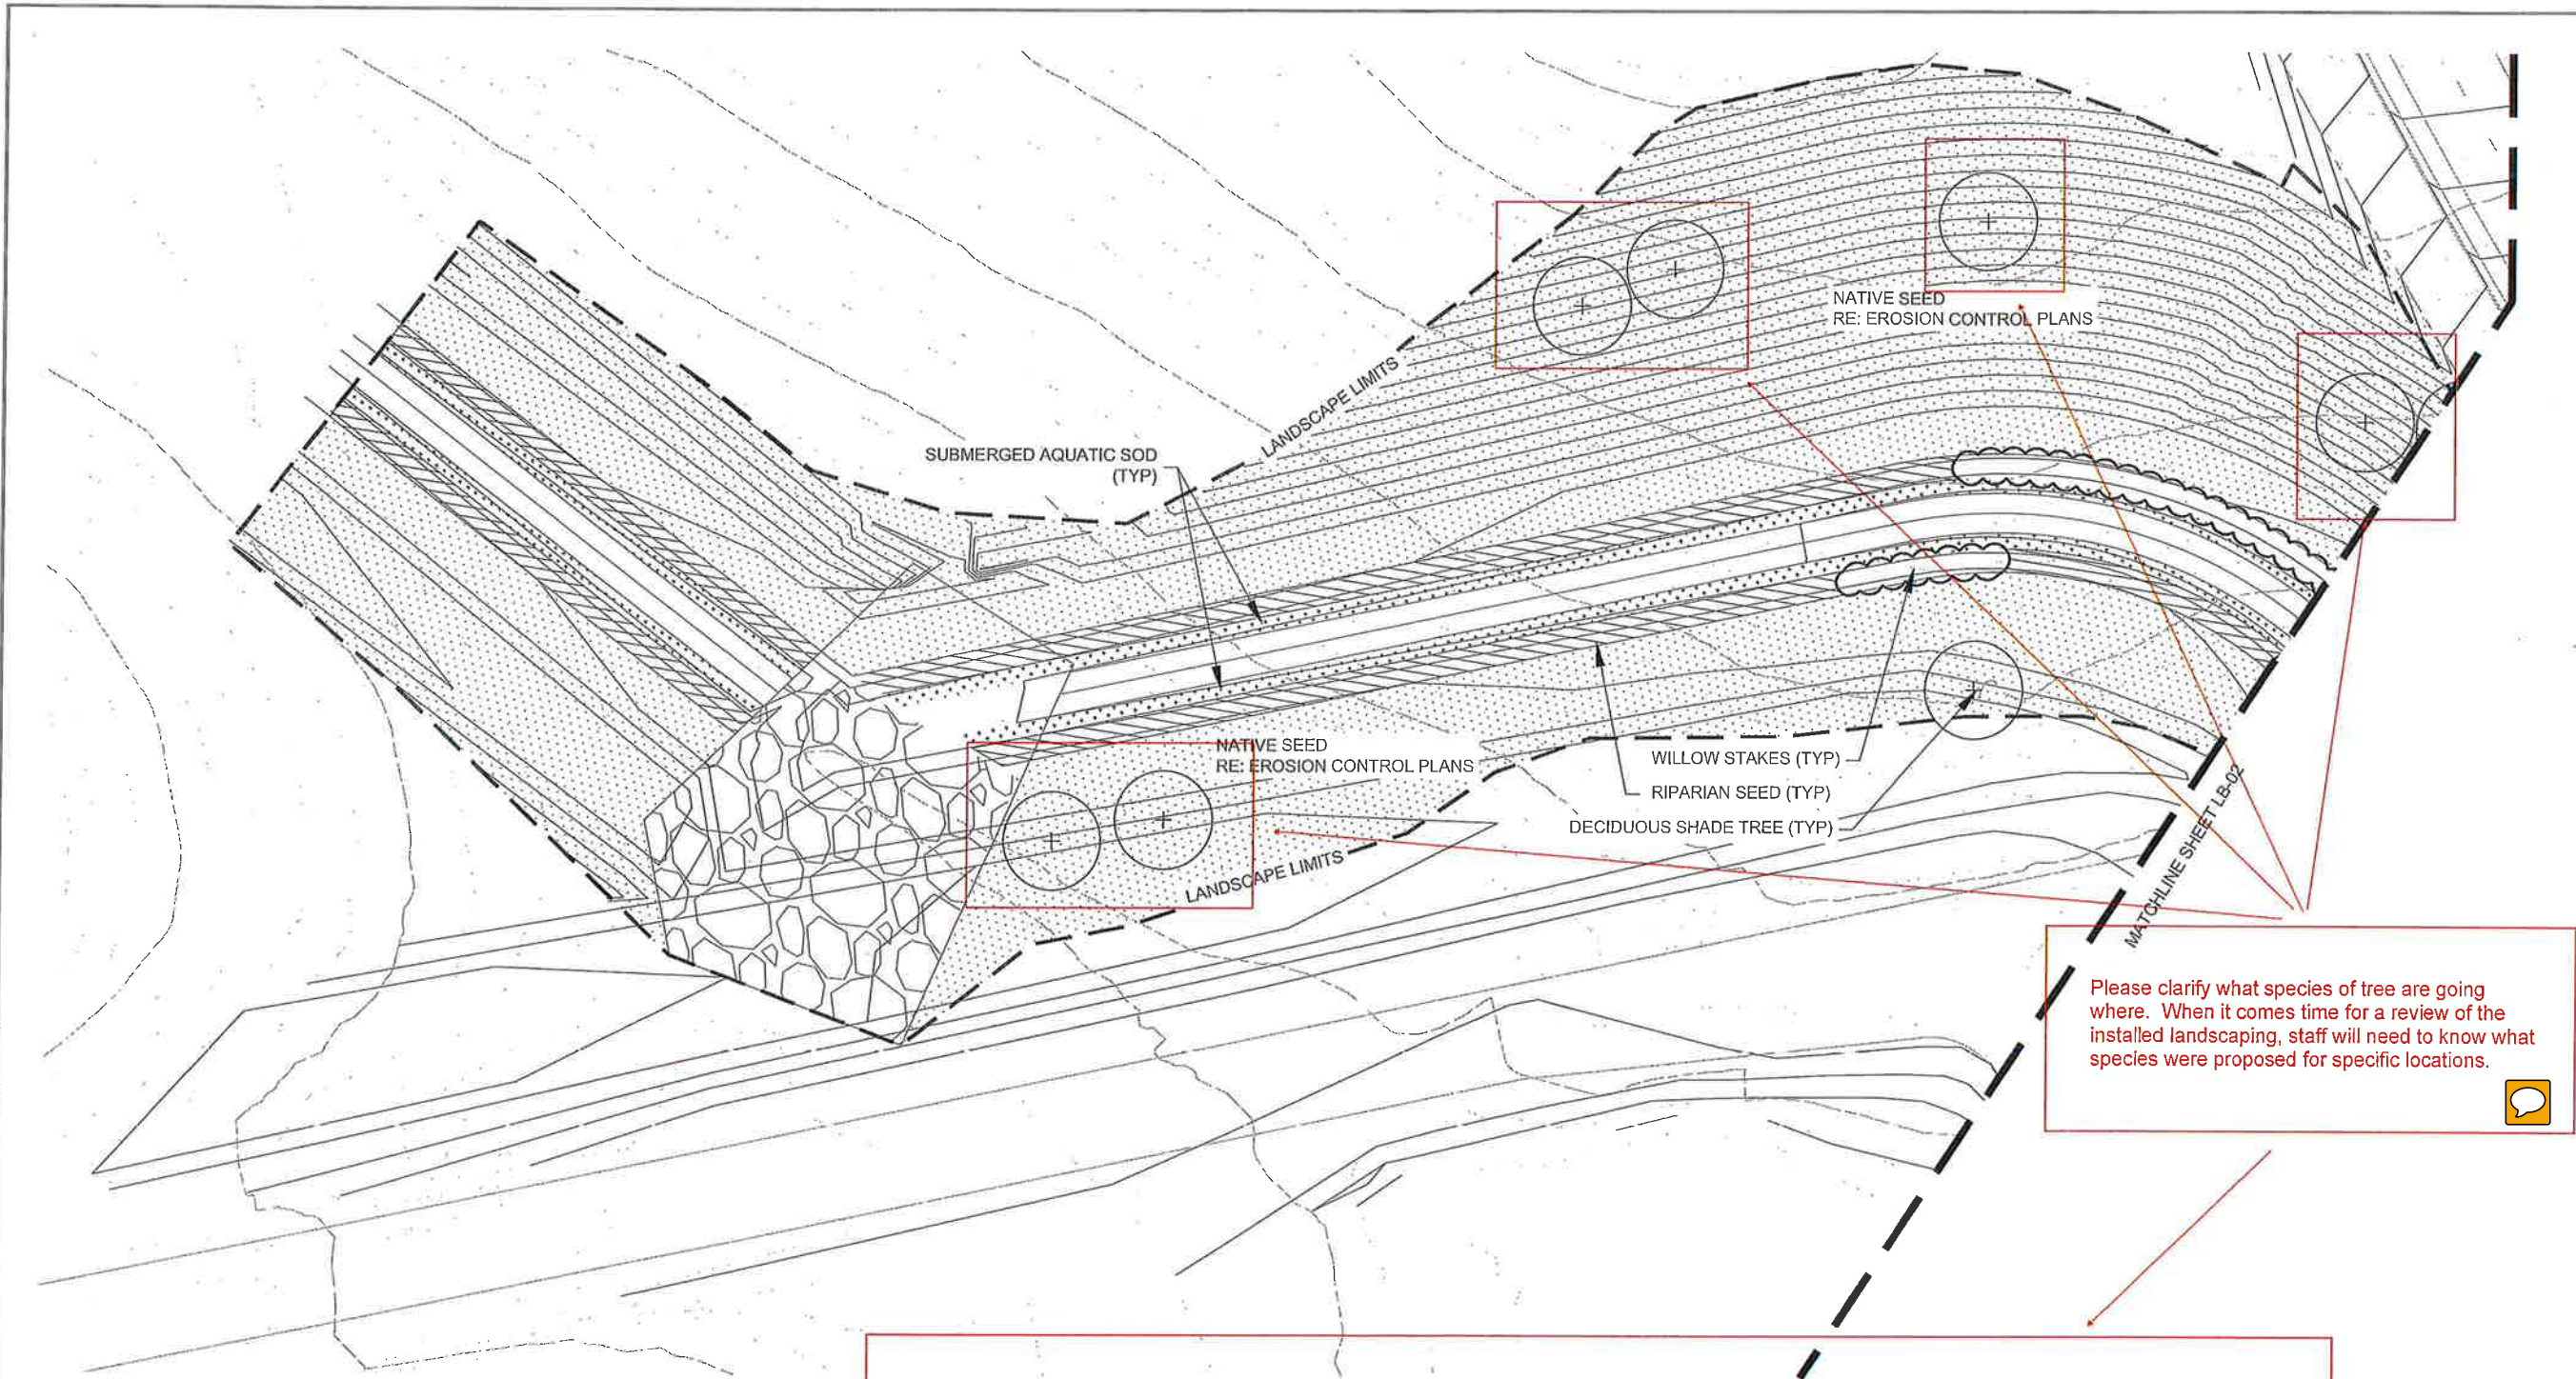 NATIVE SEED
RE: EROSION CONTROL PLANS
LANDSCAPE LIMITS
SUBMERGED AQUATIC SOD
(TYP)
NATIVE SEED
RE: EROSION CONTROL PLANS
WILLOW STAKES (TYP)
RIPARIAN SEED (TYP)
DECIDUOUS SHADE TREE (TYP)
LANDSCAPE LIMITS
MATCHLINE SHEET LB-02
Please clarify what species of tree are going
where. When it comes time for a review of the
installed landscaping, staff will need to know what
species were proposed for specific locations.